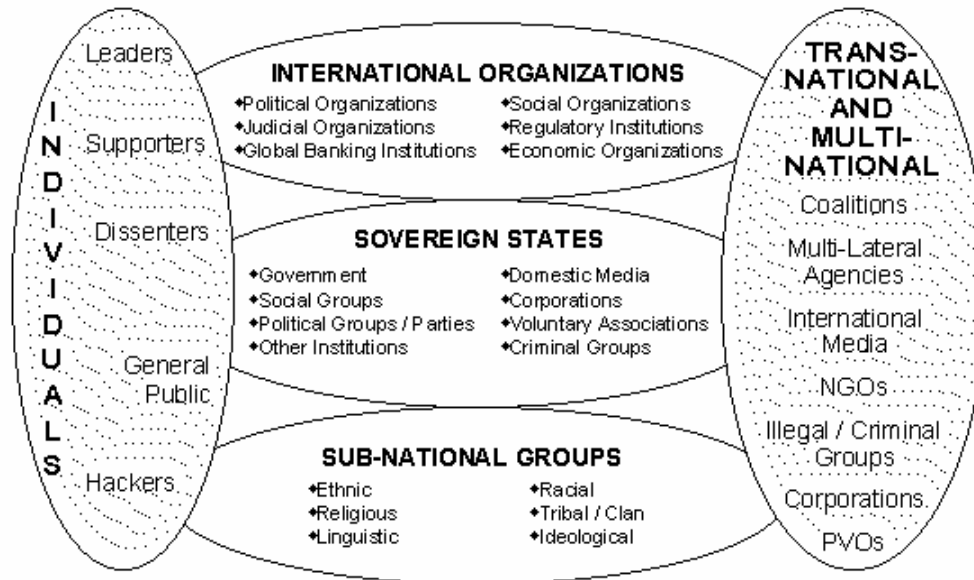 INDIVIDUALS
Leaders
Supporters
Dissenters
General
Public
Hackers
INTERNATIONAL ORGANIZATIONS
◆Political Organizations
◆Judicial Organizations
◆Global Banking Institutions
◆Social Organizations
◆Regulatory Institutions
◆Economic Organizations
SOVEREIGN STATES
◆Government
◆Social Groups
◆Political Groups / Parties
◆Other Institutions
◆Domestic Media
◆Corporations
◆Voluntary Associations
◆Criminal Groups
SUB-NATIONAL GROUPS
◆Ethnic
◆Religious
◆Linguistic
◆Racial
◆Tribal / Clan
◆Ideological
TRANS-
NATIONAL
AND
MULTI-
NATIONAL
Coalitions
Multi-Lateral
Agencies
International
Media
NGOs
Illegal / Criminal
Groups
Corporations
PVOs